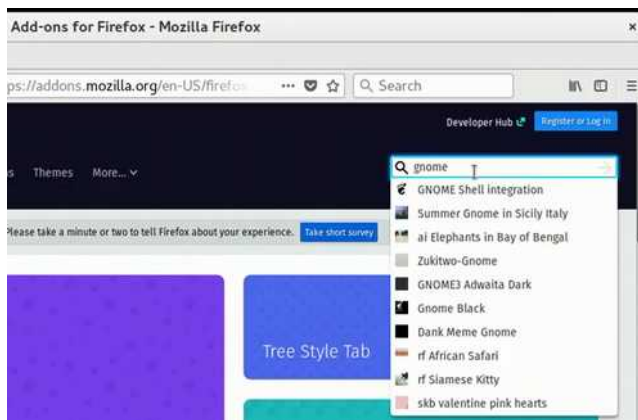 Add-ons for Firefox - Mozilla Firefox
ps://addons.mozilla.org/en-US/firefox
Search
Developer Hub
Register or Log in
Themes More...
gnome
GNOME Shell integration
Summer Gnome in Sicily Italy
ai Elephants in Bay of Bengal
Zukitwo-Gnome
GNOME3 Adwaita Dark
Gnome Black
Dank Meme Gnome
rf African Safari
rf Siamese Kitty
skb valentine pink hearts
Please take a minute or two to tell Firefox about your experience. Take short survey
Tree Style Tab